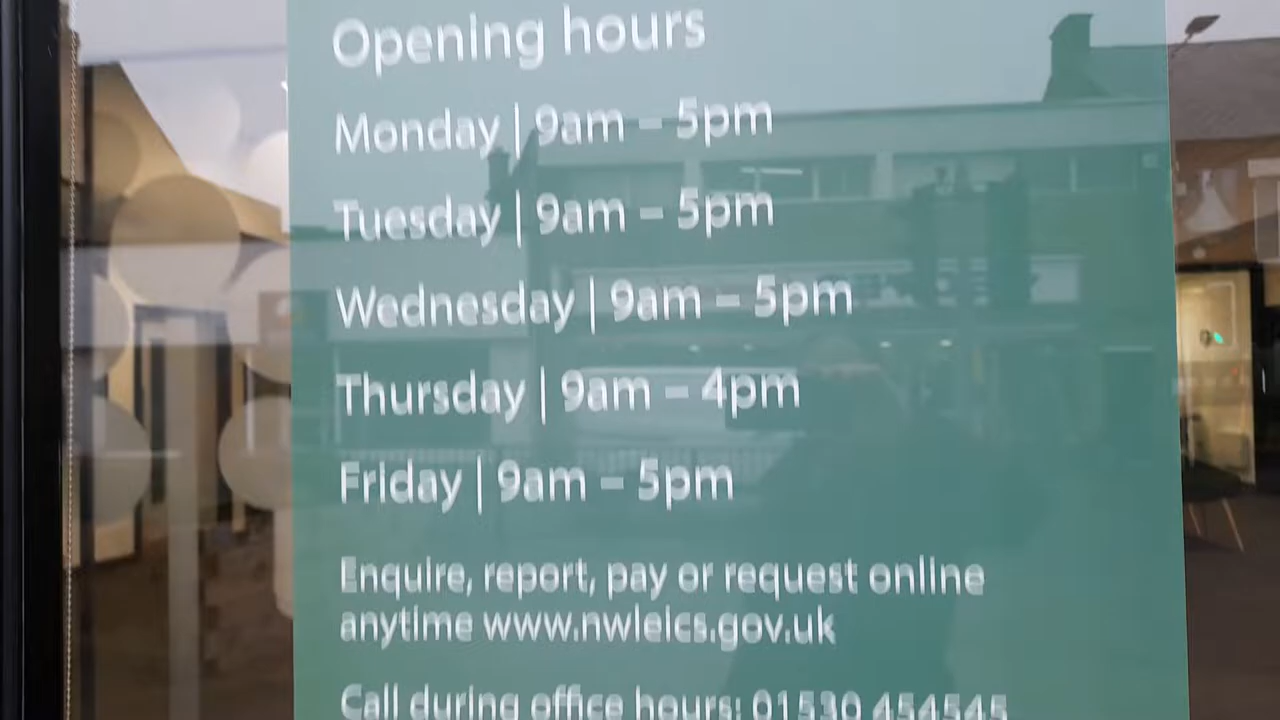 Opening hours
Monday | 9am – 5pm
Tuesday | 9am – 5pm
Wednesday | 9am – 5pm
Thursday | 9am – 4pm
Friday | 9am – 5pm
Enquire, report, pay or request online
anytime www.nwleics.gov.uk
Call during office hours: 01530 454545